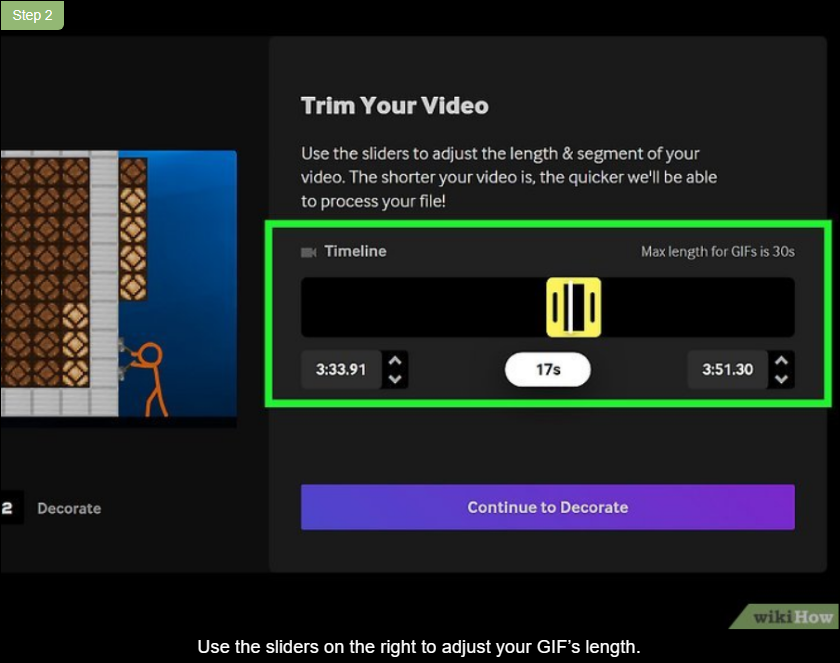 Step 2
Trim Your Video
Use the sliders to adjust the length & segment of your
video. The shorter your video is, the quicker we'll be able
to process your file!
Timeline
Max length for GIFs is 30s
3:33.91
17s
3:51.30
2 Decorate
Continue to Decorate
wikiHow
Use the sliders on the right to adjust your GIF’s length.